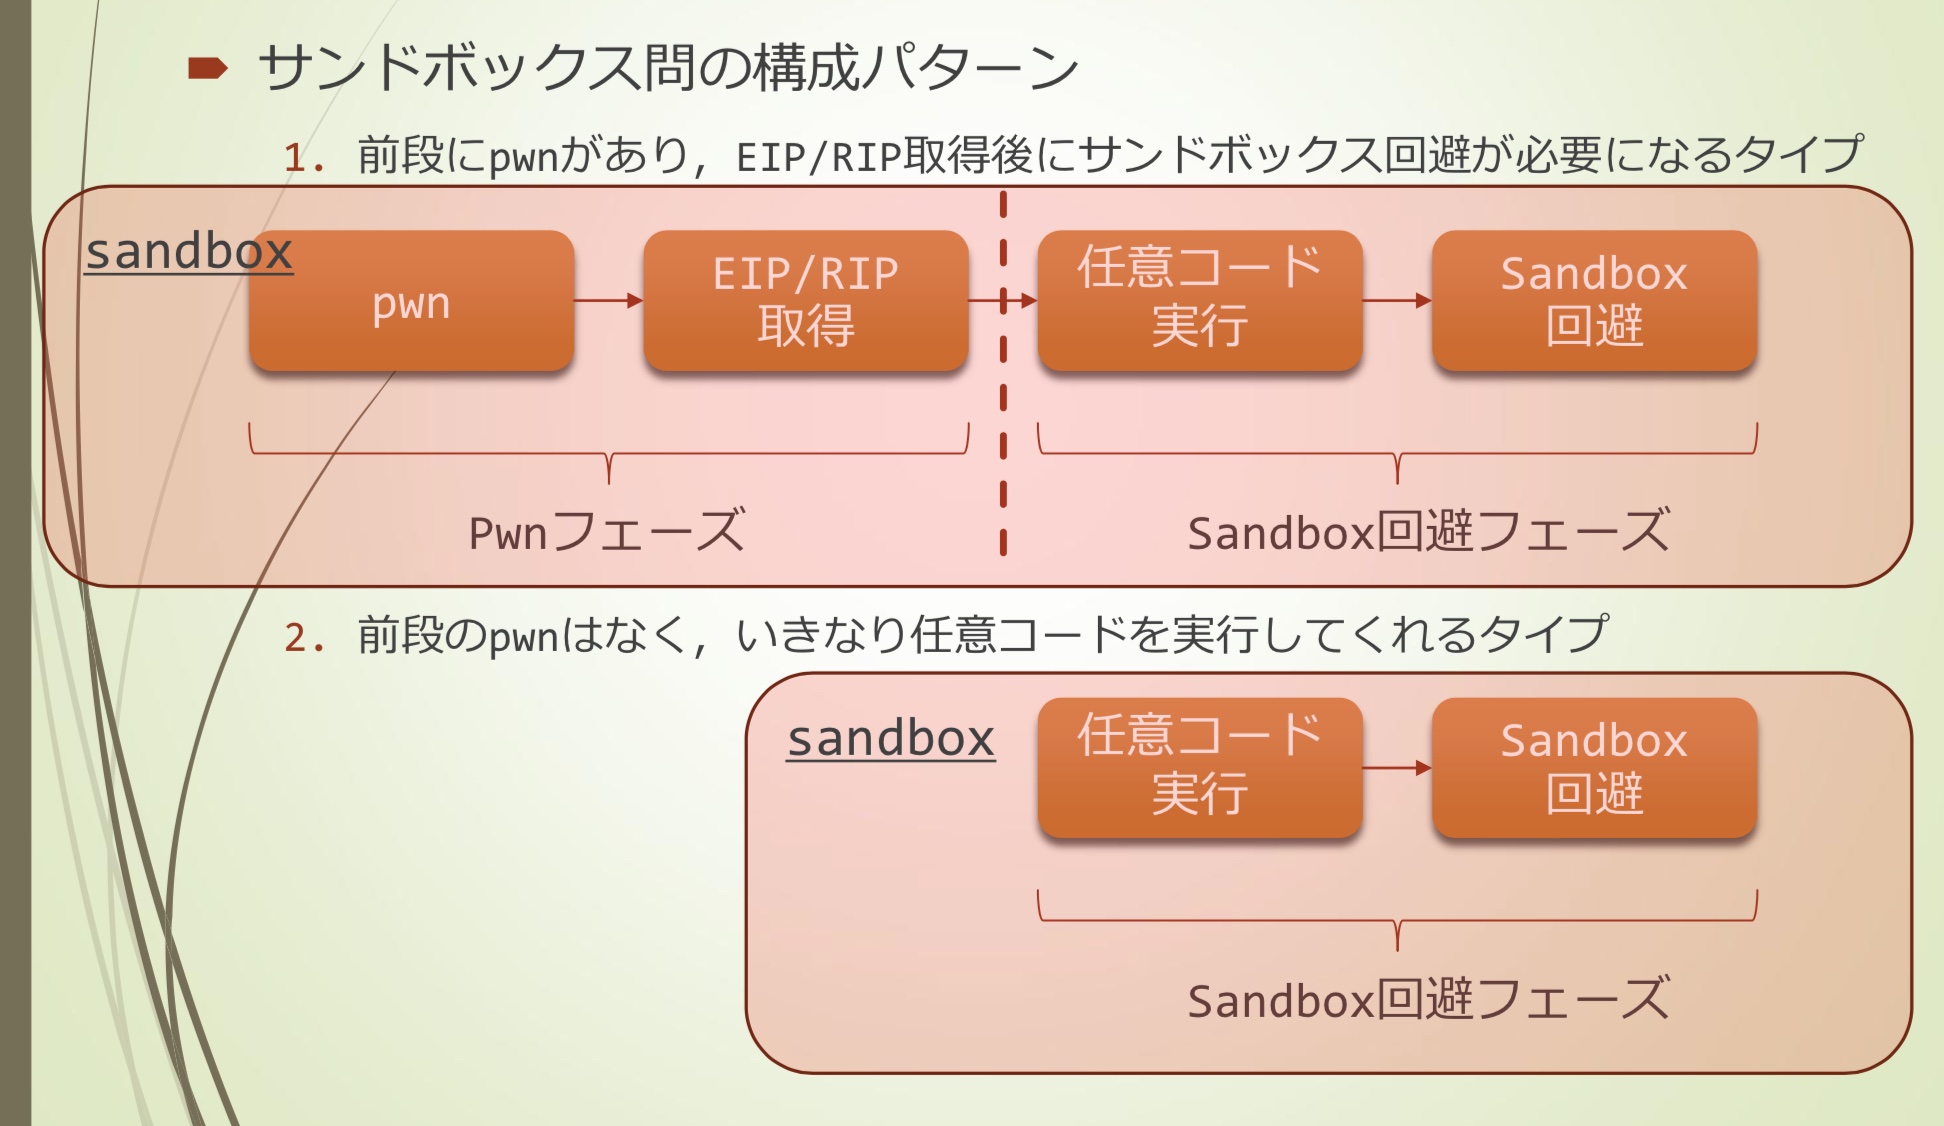 サンドボックス問の構成パターン
1. 前段にpwnがあり, EIP/RIP取得後にサンドボックス回避が必要になるタイプ
sandbox
pwn
EIP/RIP
取得
任意コード
実行
Sandbox
回避
Pwnフェーズ
Sandbox回避フェーズ
2. 前段のpwnはなく, いきなり任意コードを実行してくれるタイプ
sandbox
任意コード
実行
Sandbox
回避
Sandbox回避フェーズ